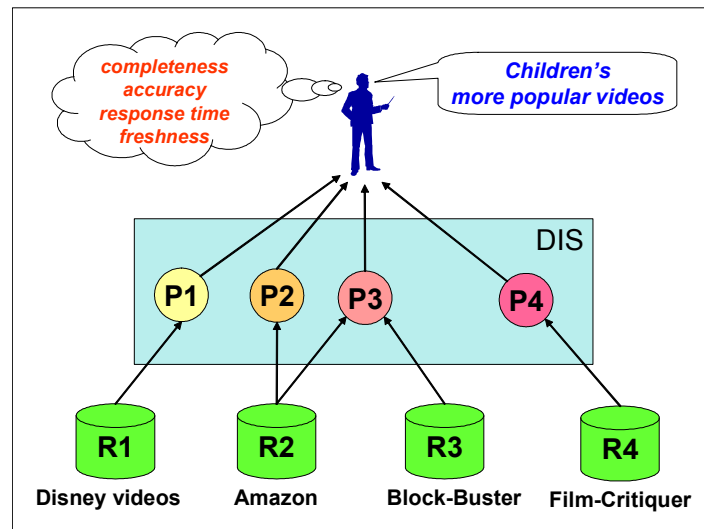 completeness
accuracy
response time
freshness
Children's
more popular videos
DIS
P1
P2
P3
P4
R1
R2
R3
R4
Disney videos
Amazon
Block-Buster
Film-Critiquer